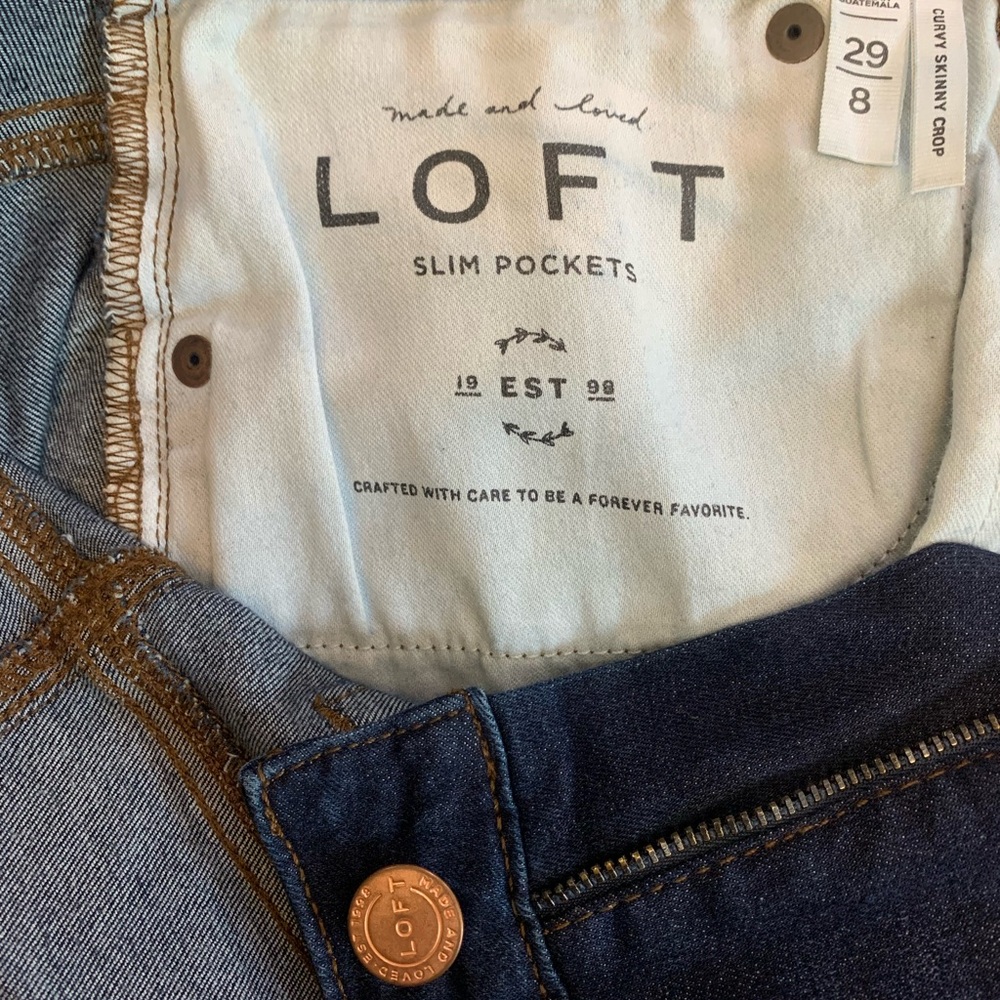 made and loved
LOFT
SLIM POCKETS
19 EST 98
CRAFTED WITH CARE TO BE A FOREVER FAVORITE.
GUATEMALA
29
8
CURVY SKINNY CROP
LOFT
MADE AND LOVED · EST 1998